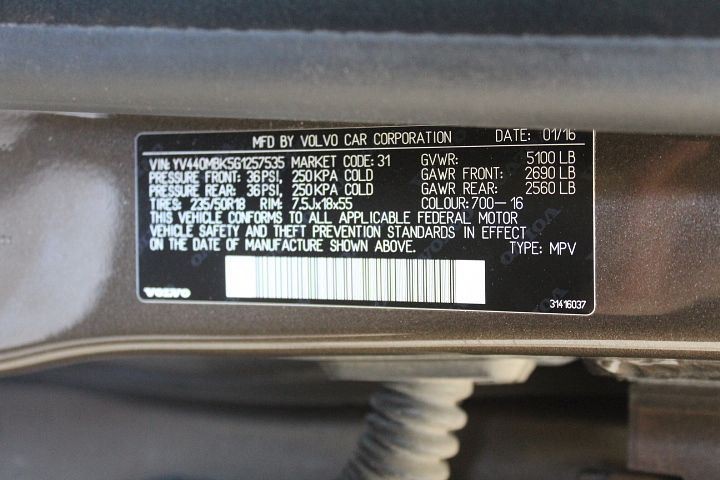 MFD BY VOLVO CAR CORPORATION DATE: 01/16
VIN: YV440MBK5G1257535 MARKET CODE: 31 GVWR: 5100 LB
PRESSURE FRONT: 36 PSI, 250 KPA COLD GAWR FRONT: 2690 LB
PRESSURE REAR: 36 PSI, 250 KPA COLD GAWR REAR: 2560 LB
TIRES: 235/50R18 RIM: 7.5Jx18x55 COLOUR: 700-16
THIS VEHICLE CONFORMS TO ALL APPLICABLE FEDERAL MOTOR
VEHICLE SAFETY AND THEFT PREVENTION STANDARDS IN EFFECT
ON THE DATE OF MANUFACTURE SHOWN ABOVE. TYPE: MPV
VOLVO 31416037